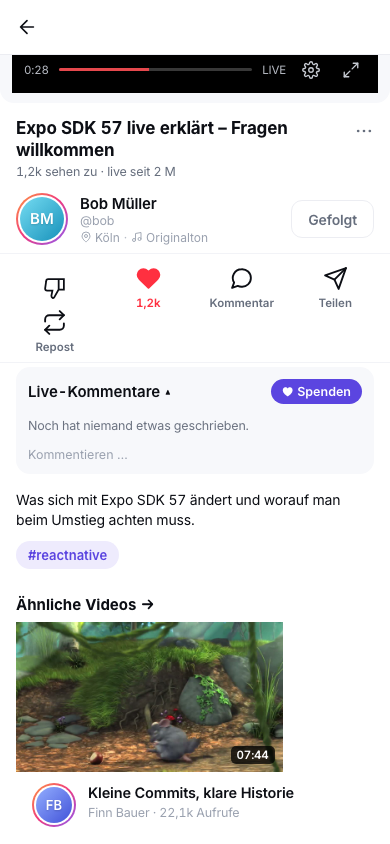 0:28
LIVE
Expo SDK 57 live erklärt – Fragen
willkommen
1,2k sehen zu · live seit 2 M
BM
Bob Müller
@bob
Köln · Originalton
Gefolgt
1,2k
Kommentar
Teilen
Repost
Live-Kommentare
Spenden
Noch hat niemand etwas geschrieben.
Kommentieren ...
Was sich mit Expo SDK 57 ändert und worauf man
beim Umstieg achten muss.
#reactnative
Ähnliche Videos →
07:44
FB
Kleine Commits, klare Historie
Finn Bauer · 22,1k Aufrufe